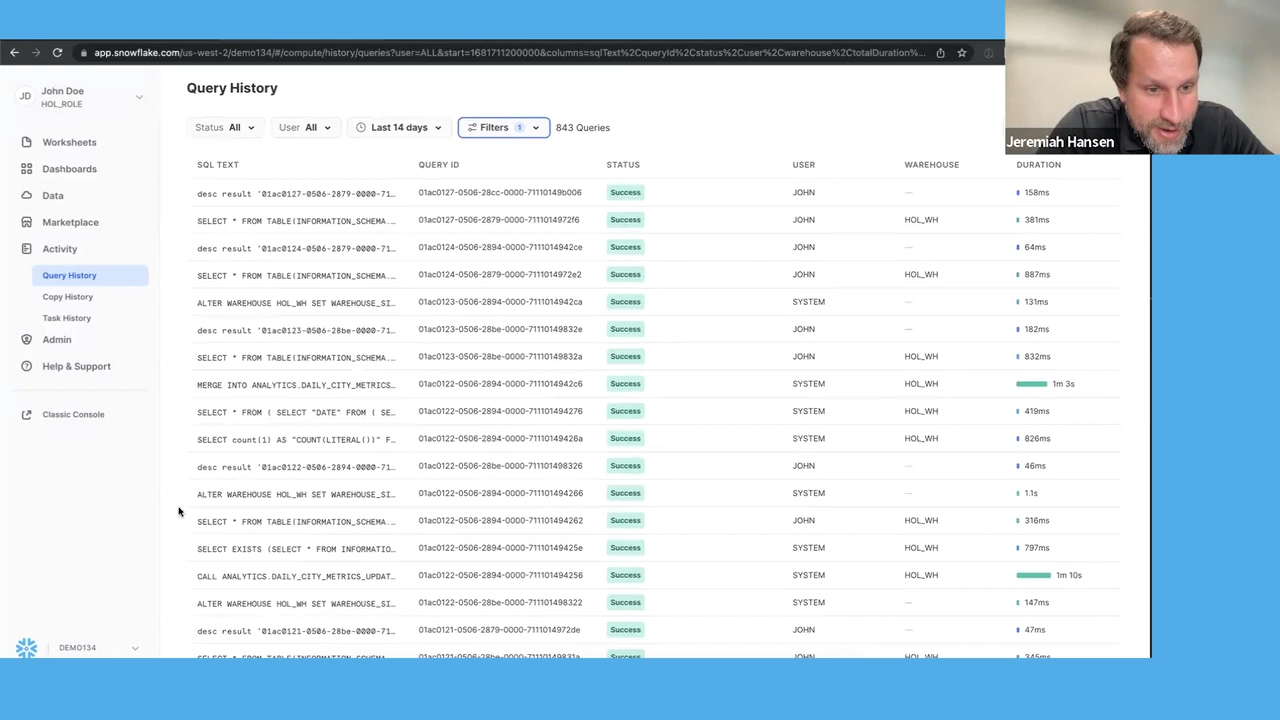 app.snowflake.com/us-west-2/demo134/#/compute/history/queries?user=ALL&start=1681711200000&columns=sqlText%2CqueryId%2Cstatus%2Cuser%2Cwarehouse%2CtotalDuration%...
JD John Doe
HOL_ROLE
Worksheets
Dashboards
Data
Marketplace
Activity
Query History
Copy History
Task History
Admin
Help & Support
Classic Console
DEMO134
Query History
Status All User All Last 14 days Filters 1 843 Queries
SQL TEXT QUERY ID STATUS USER WAREHOUSE DURATION
desc result '01ac0127-0506-2879-0000-71… 01ac0127-0506-28cc-0000-71110149b006 Success JOHN — 158ms
SELECT * FROM TABLE(INFORMATION_SCHEMA.… 01ac0127-0506-2879-0000-7111014972f6 Success JOHN HOL_WH 381ms
desc result '01ac0124-0506-2879-0000-71… 01ac0124-0506-2894-0000-7111014942ce Success JOHN — 64ms
SELECT * FROM TABLE(INFORMATION_SCHEMA.… 01ac0124-0506-2879-0000-7111014972e2 Success JOHN HOL_WH 887ms
ALTER WAREHOUSE HOL_WH SET WAREHOUSE_SI… 01ac0123-0506-2894-0000-7111014942ca Success SYSTEM — 131ms
desc result '01ac0123-0506-28be-0000-71… 01ac0123-0506-28be-0000-71110149832e Success JOHN — 182ms
SELECT * FROM TABLE(INFORMATION_SCHEMA.… 01ac0123-0506-28be-0000-71110149832a Success JOHN HOL_WH 832ms
MERGE INTO ANALYTICS.DAILY_CITY_METRICS… 01ac0122-0506-2894-0000-7111014942c6 Success SYSTEM HOL_WH 1m 3s
SELECT * FROM ( SELECT "DATE" FROM ( SE… 01ac0122-0506-2894-0000-711101494276 Success SYSTEM HOL_WH 419ms
SELECT count(1) AS "COUNT(LITERAL())" F… 01ac0122-0506-2894-0000-71110149426a Success SYSTEM HOL_WH 826ms
desc result '01ac0122-0506-2894-0000-71… 01ac0122-0506-28be-0000-711101498326 Success JOHN — 46ms
ALTER WAREHOUSE HOL_WH SET WAREHOUSE_SI… 01ac0122-0506-2894-0000-711101494266 Success SYSTEM — 1.1s
SELECT * FROM TABLE(INFORMATION_SCHEMA.… 01ac0122-0506-2894-0000-711101494262 Success JOHN HOL_WH 316ms
SELECT EXISTS (SELECT * FROM INFORMATIO… 01ac0122-0506-2894-0000-71110149425e Success SYSTEM HOL_WH 797ms
CALL ANALYTICS.DAILY_CITY_METRICS_UPDAT… 01ac0122-0506-2894-0000-711101494256 Success SYSTEM HOL_WH 1m 10s
ALTER WAREHOUSE HOL_WH SET WAREHOUSE_SI… 01ac0122-0506-28be-0000-711101498322 Success SYSTEM — 147ms
desc result '01ac0121-0506-28be-0000-71… 01ac0121-0506-2879-0000-7111014972de Success JOHN — 47ms
SELECT * FROM TABLE(INFORMATION_SCHEMA.… 01ac0121-0506-28be-0000-71110149831a Success JOHN HOL_WH 345ms
Jeremiah Hansen